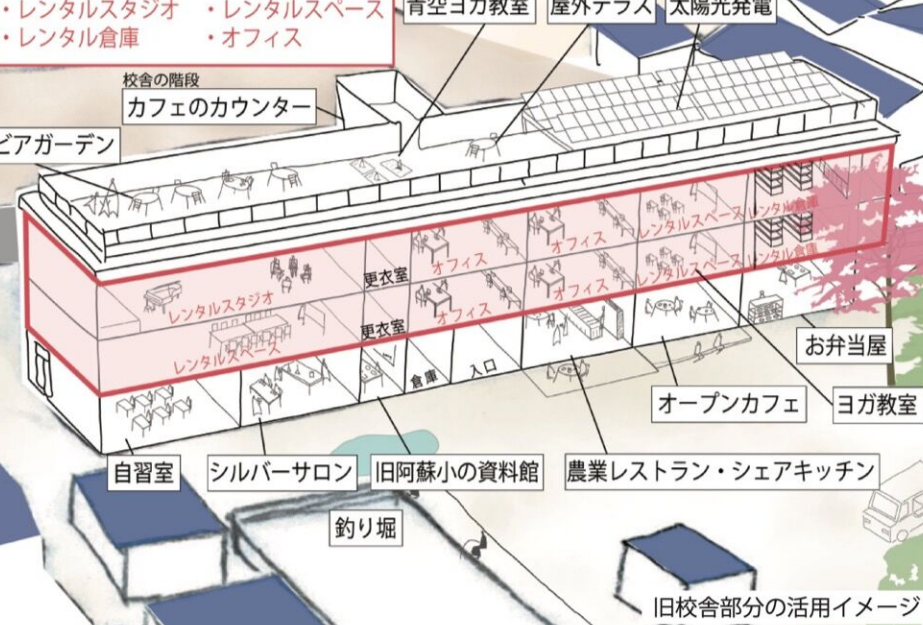 ・レンタルスタジオ ・レンタルスペース
・レンタル倉庫 ・オフィス
青空ヨガ教室
屋外テラス
太陽光発電
校舎の階段
カフェのカウンター
ビアガーデン
レンタルスペース
レンタル倉庫
オフィス
オフィス
更衣室
レンタルスタジオ
レンタルスペース
レンタル倉庫
オフィス
オフィス
更衣室
レンタルスペース
倉庫
入口
お弁当屋
オープンカフェ
ヨガ教室
自習室
シルバーサロン
旧阿蘇小の資料館
農業レストラン・シェアキッチン
釣り堀
旧校舎部分の活用イメージ